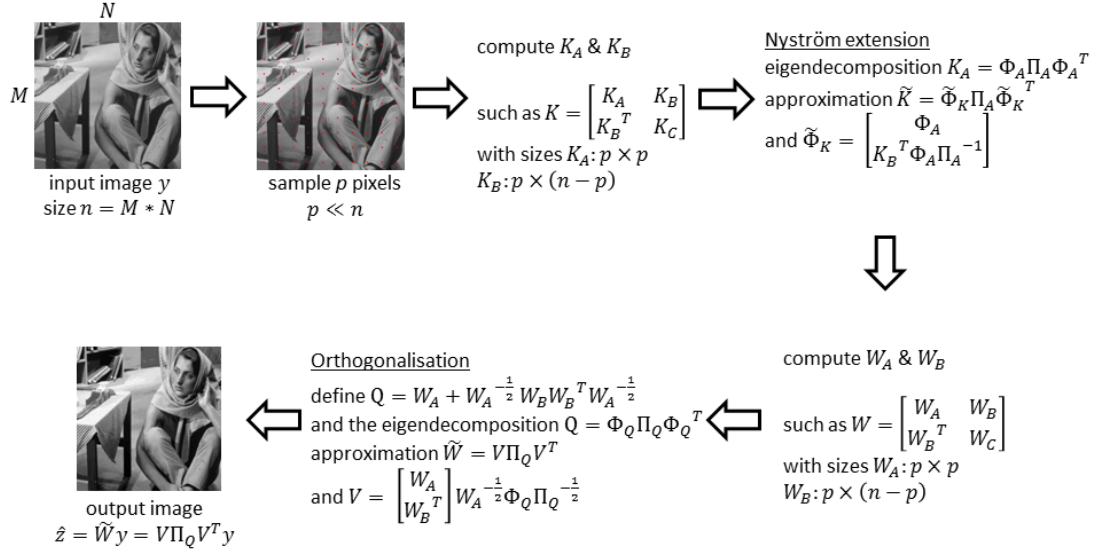 N
M
input image y
size n = M ∗ N
sample p pixels
p ≪ n
compute K_A & K_B
such as K = [K_A K_B; K_B^T K_C]
with sizes K_A: p × p
K_B: p × (n − p)
Nyström extension
eigendecomposition K_A = Φ_A Π_A Φ_A^T
approximation K̃ = Φ̃_K Π_A Φ̃_K^T
and Φ̃_K = [Φ_A; K_B^T Φ_A Π_A^{−1}]
compute W_A & W_B
such as W = [W_A W_B; W_B^T W_C]
with sizes W_A: p × p
W_B: p × (n − p)
Orthogonalisation
define Q = W_A + W_A^{−1/2} W_B W_B^T W_A^{−1/2}
and the eigendecomposition Q = Φ_Q Π_Q Φ_Q^T
approximation W̃ = V Π_Q V^T
and V = [W_A; W_B^T] W_A^{−1/2} Φ_Q Π_Q^{−1/2}
output image
ẑ = W̃y = VΠ_Q V^T y